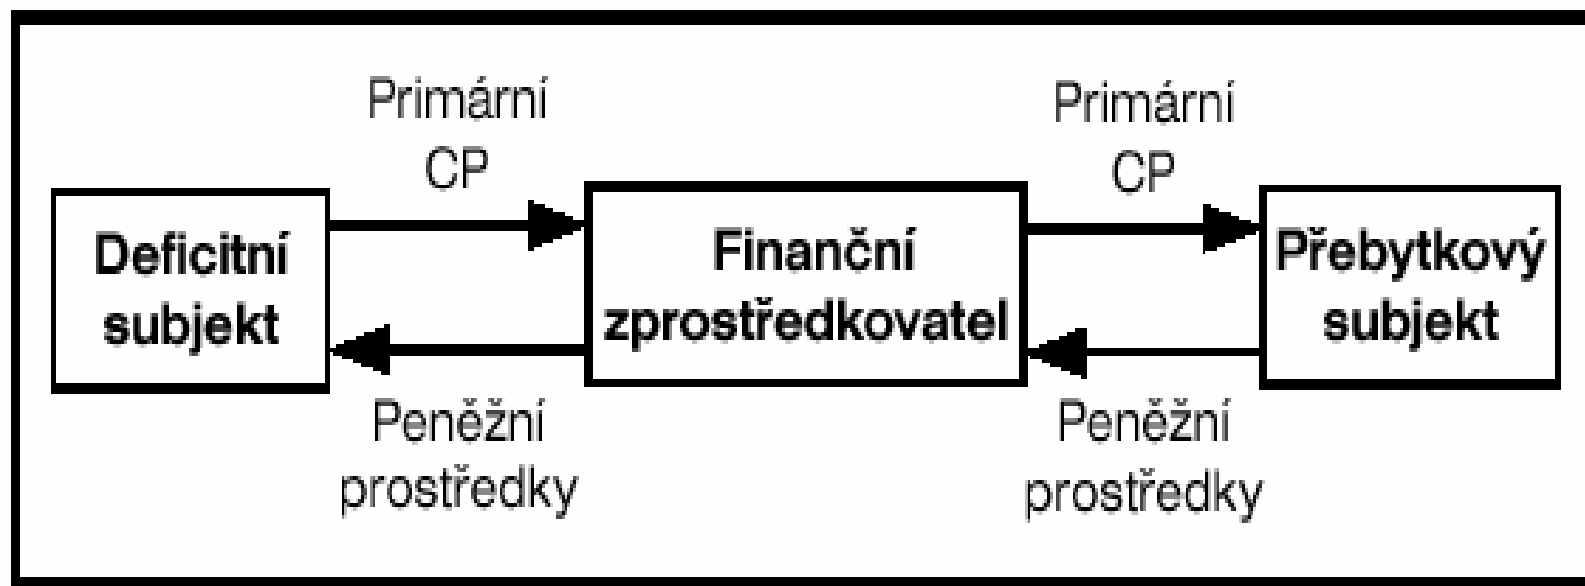 Primární
CP
Primární
CP
Deficitní
subjekt
Finanční
zprostředkovatel
Přebytkový
subjekt
Peněžní
prostředky
Peněžní
prostředky